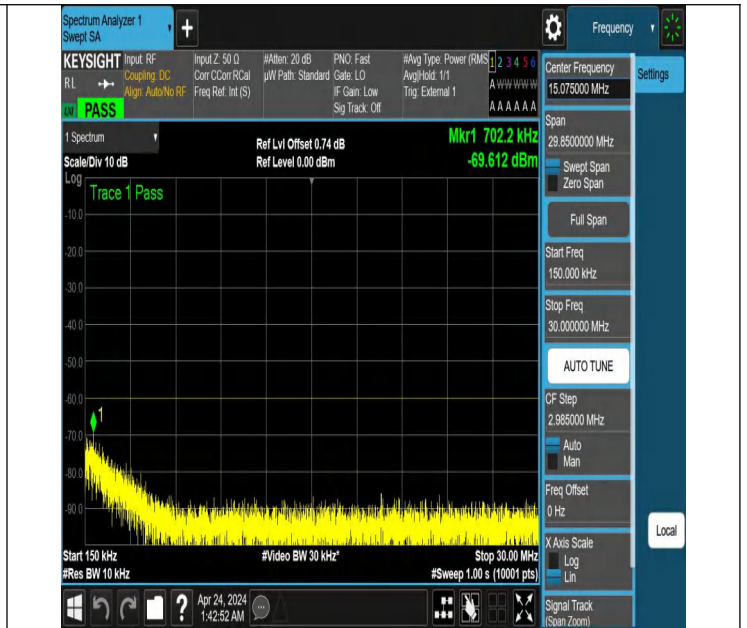 Spectrum Analyzer 1
Swept SA
+
Frequency
KEYSIGHT
RL
PASS
Input: RF
Coupling: DC
Align: Auto/No RF
Input Z: 50 Ω
Corr CCorr RCal
Freq Ref: Int (S)
#Atten: 20 dB
µW Path: Standard
PNO: Fast
Gate: LO
IF Gain: Low
Sig Track: Off
#Avg Type: Power (RMS
Avg|Hold: 1/1
Trig: External 1
1 2 3 4 5 6
A W W W W W
A A A A A A
1 Spectrum
Scale/Div 10 dB
Ref Lvl Offset 0.74 dB
Ref Level 0.00 dBm
Mkr1 702.2 kHz
-69.612 dBm
Log
Trace 1 Pass
-10.0
-20.0
-30.0
-40.0
-50.0
-60.0
1
-70.0
-80.0
-90.0
Start 150 kHz
#Res BW 10 kHz
#Video BW 30 kHz*
Stop 30.00 MHz
#Sweep 1.00 s (10001 pts)
Center Frequency
15.075000 MHz
Settings
Span
29.8500000 MHz
Swept Span
Zero Span
Full Span
Start Freq
150.000 kHz
Stop Freq
30.000000 MHz
AUTO TUNE
CF Step
2.985000 MHz
Auto
Man
Freq Offset
0 Hz
X Axis Scale
Log
Lin
Signal Track
(Span Zoom)
Local
?
Apr 24, 2024
1:42:52 AM